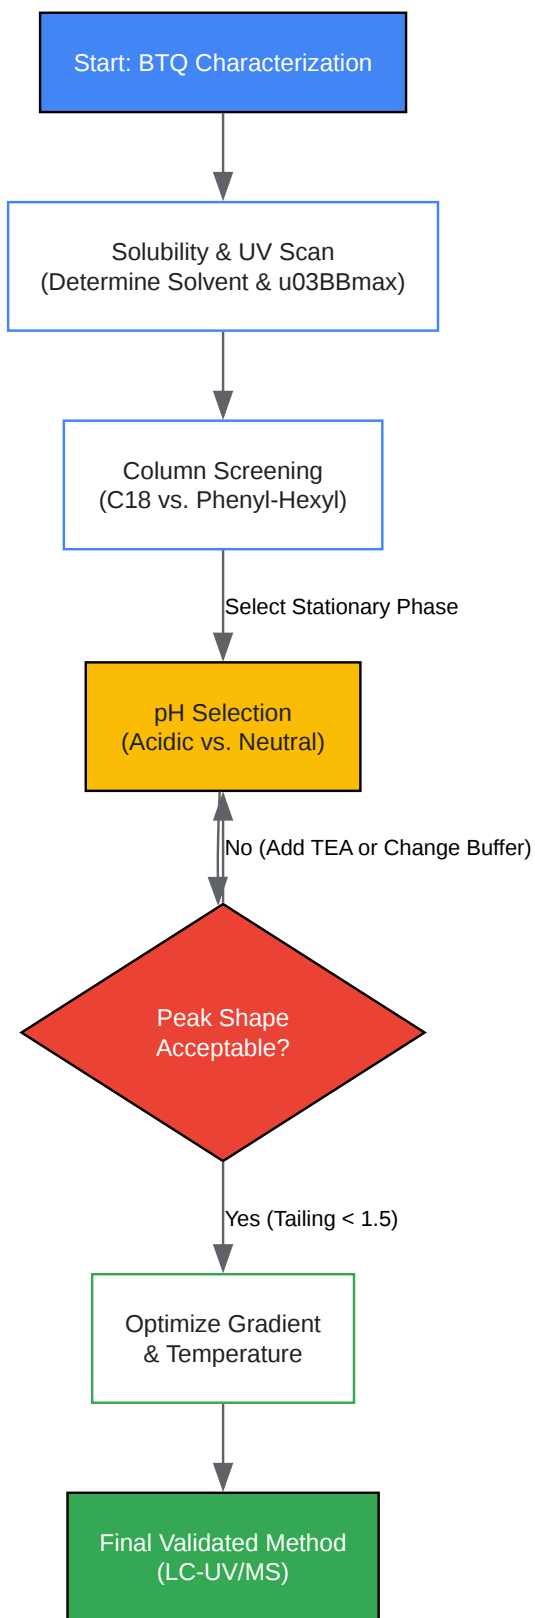 Start: BTQ Characterization
Solubility & UV Scan
(Determine Solvent & u03BBmax)
Column Screening
(C18 vs. Phenyl-Hexyl)
Select Stationary Phase
pH Selection
(Acidic vs. Neutral)
No (Add TEA or Change Buffer)
Peak Shape
Acceptable?
Yes (Tailing < 1.5)
Optimize Gradient
& Temperature
Final Validated Method
(LC-UV/MS)